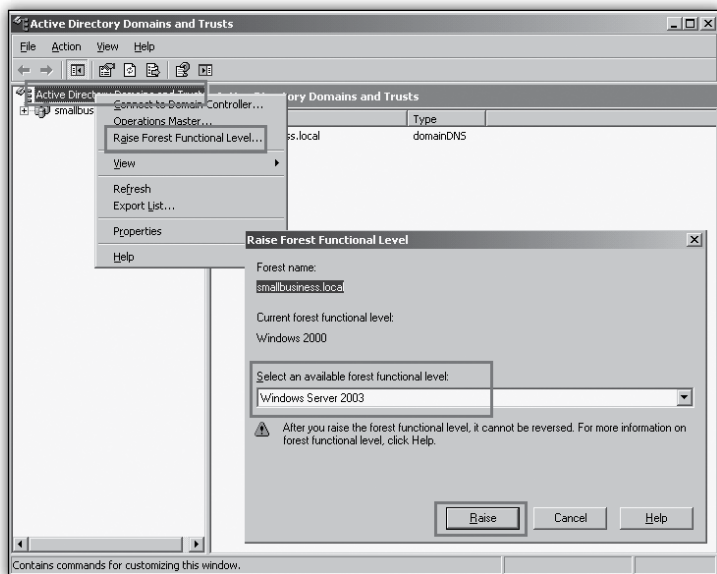 Active Directory Domains and Trusts
File Action View Help
Active Directory Domains and Trusts
ory Domains and Trusts
smallbus
Connect to Domain Controller...
Operations Master...
Raise Forest Functional Level...
View
Refresh
Export List...
Properties
Help
Type
ss.local domainDNS
Raise Forest Functional Level
Forest name:
smallbusiness.local
Current forest functional level:
Windows 2000
Select an available forest functional level:
Windows Server 2003
After you raise the forest functional level, it cannot be reversed. For more information on
forest functional level, click Help.
Raise Cancel Help
Contains commands for customizing this window.